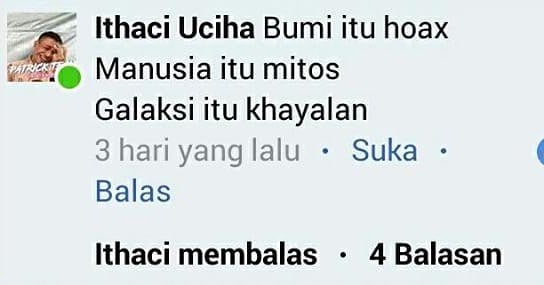 Ithaci Uciha Bumi itu hoax
Manusia itu mitos
Galaksi itu khayalan
3 hari yang lalu · Suka ·
Balas
Ithaci membalas · 4 Balasan